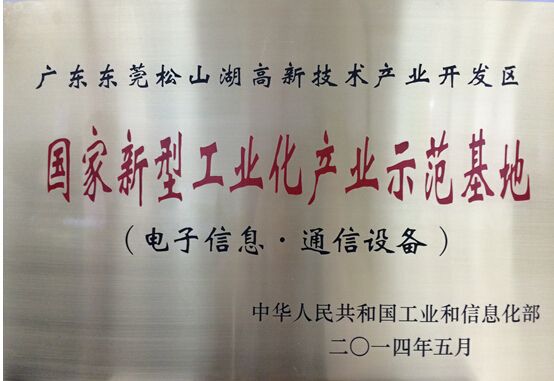 广东东莞松山湖高新技术产业开发区
国家新型工业化产业示范基地
（电子信息·通信设备）
中华人民共和国工业和信息化部
二〇一四年五月